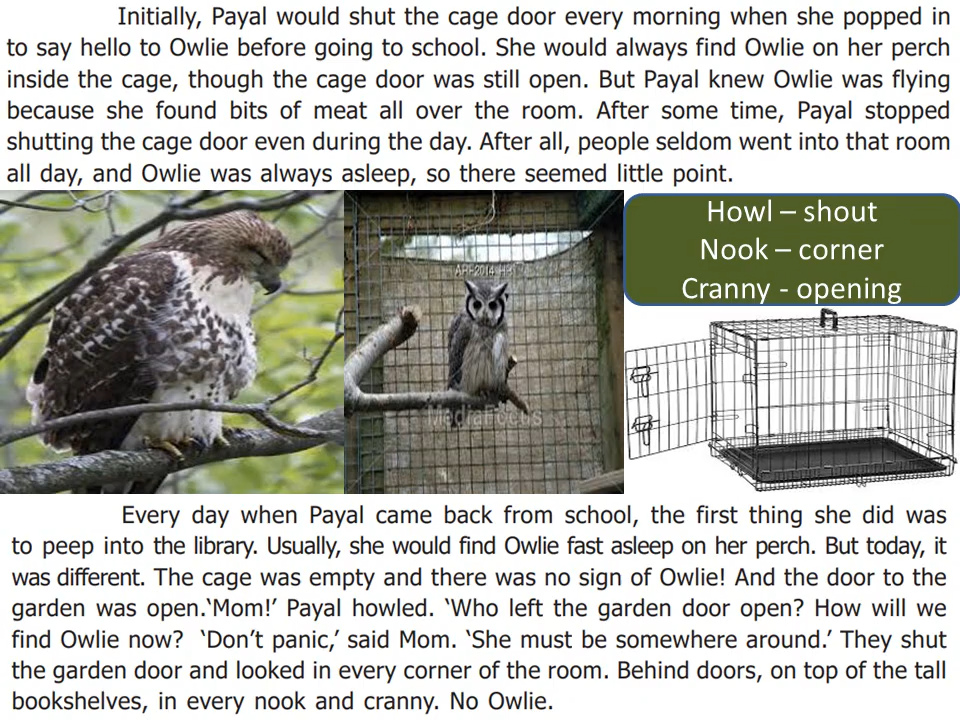 Initially, Payal would shut the cage door every morning when she popped in
to say hello to Owlie before going to school. She would always find Owlie on her perch
inside the cage, though the cage door was still open. But Payal knew Owlie was flying
because she found bits of meat all over the room. After some time, Payal stopped
shutting the cage door even during the day. After all, people seldom went into that room
all day, and Owlie was always asleep, so there seemed little point.
Howl – shout
Nook – corner
Cranny - opening
MediaFocus
Every day when Payal came back from school, the first thing she did was
to peep into the library. Usually, she would find Owlie fast asleep on her perch. But today, it
was different. The cage was empty and there was no sign of Owlie! And the door to the
garden was open.‘Mom!’ Payal howled. ‘Who left the garden door open? How will we
find Owlie now?  ‘Don’t panic,’ said Mom. ‘She must be somewhere around.’ They shut
the garden door and looked in every corner of the room. Behind doors, on top of the tall
bookshelves, in every nook and cranny. No Owlie.